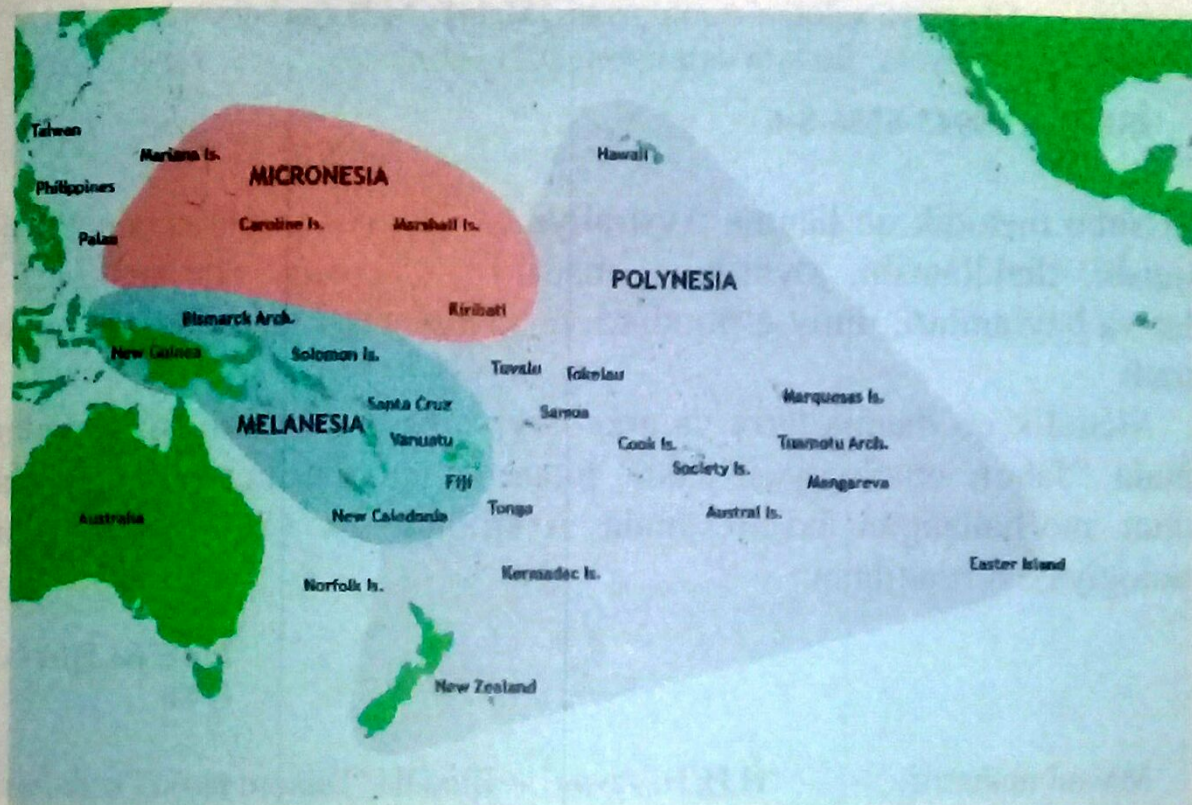 Taiwan
Hawaii
Mariana Is.
MICRONESIA
Philippines
Caroline Is.
Marshall Is.
Palau
POLYNESIA
Kiribati
Bismarck Arch.
New Guinea
Solomon Is.
Tuvalu
Tokelau
Marquesas Is.
Santa Cruz
Samoa
MELANESIA
Vanuatu
Cook Is.
Tuamotu Arch.
Society Is.
Fiji
Mangareva
New Caledonia
Tonga
Austral Is.
Australia
Easter Island
Kermadec Is.
Norfolk Is.
New Zealand